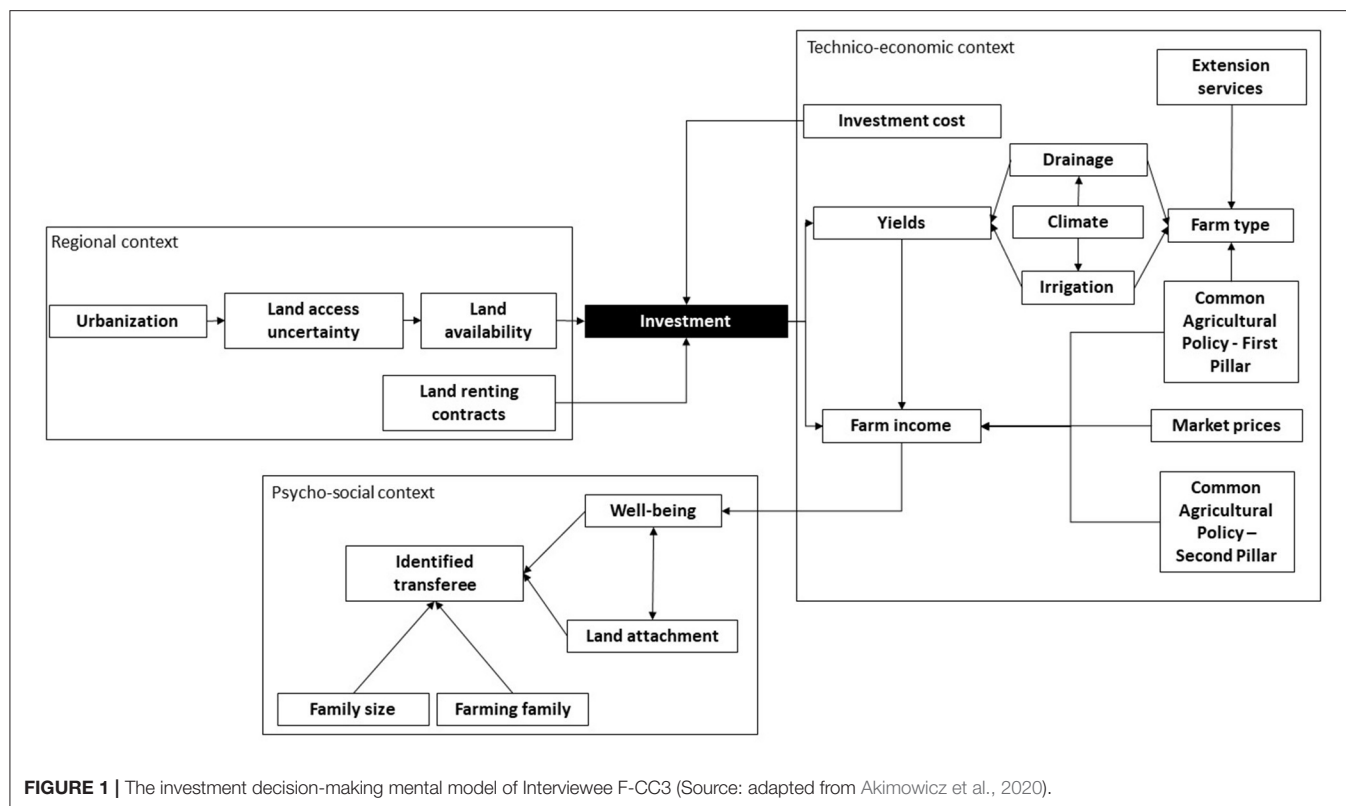 Technico-economic context
Extension
services
Investment cost
Drainage
Yields
Climate
Farm type
Irrigation
Regional context
Urbanization
Land access
uncertainty
Land
availability
Investment
Common
Agricultural
Policy - First
Pillar
Land renting
contracts
Farm income
Market prices
Psycho-social context
Well-being
Common
Agricultural
Policy –
Second Pillar
Identified
transferee
Land attachment
Family size
Farming family
FIGURE 1 | The investment decision-making mental model of Interviewee F-CC3 (Source: adapted from Akimowicz et al., 2020).